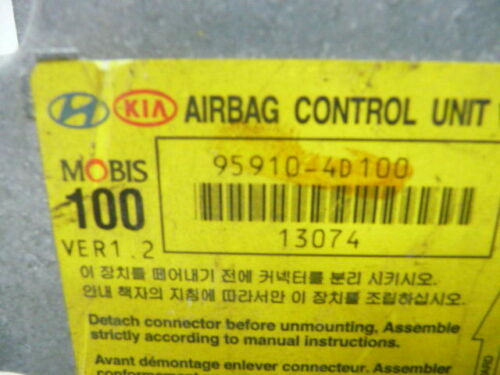 KIA AIRBAG CONTROL UNIT
MOBIS
95910-4D100
100
VER1.2
13074
이 장치를 떼어내기 전에 커넥터를 분리 시키시오.
안내 책자의 지침에 따라서만 이 장치를 조립하십시오.
Detach connector before unmounting, Assemble
strictly according to manual instructions.
Avant démontage enlever connecteur. Assembler